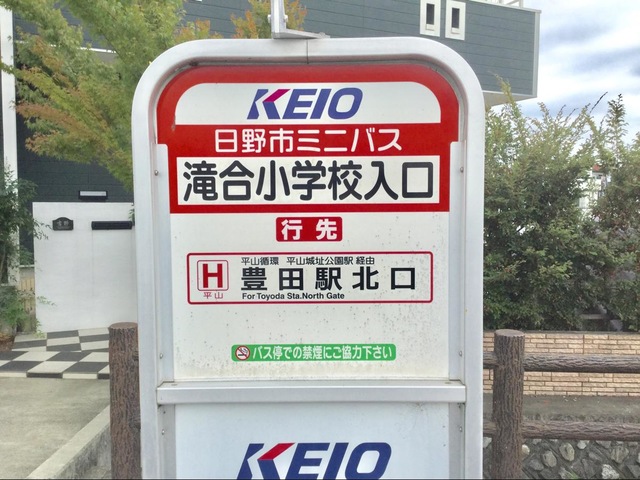 KEIO
日野市ミニバス
滝合小学校入口
行先
平山循環 平山城址公園駅 経由
H 豊田駅北口
平山 For Toyoda Sta.North Gate
バス停での禁煙にご協力下さい
KEIO